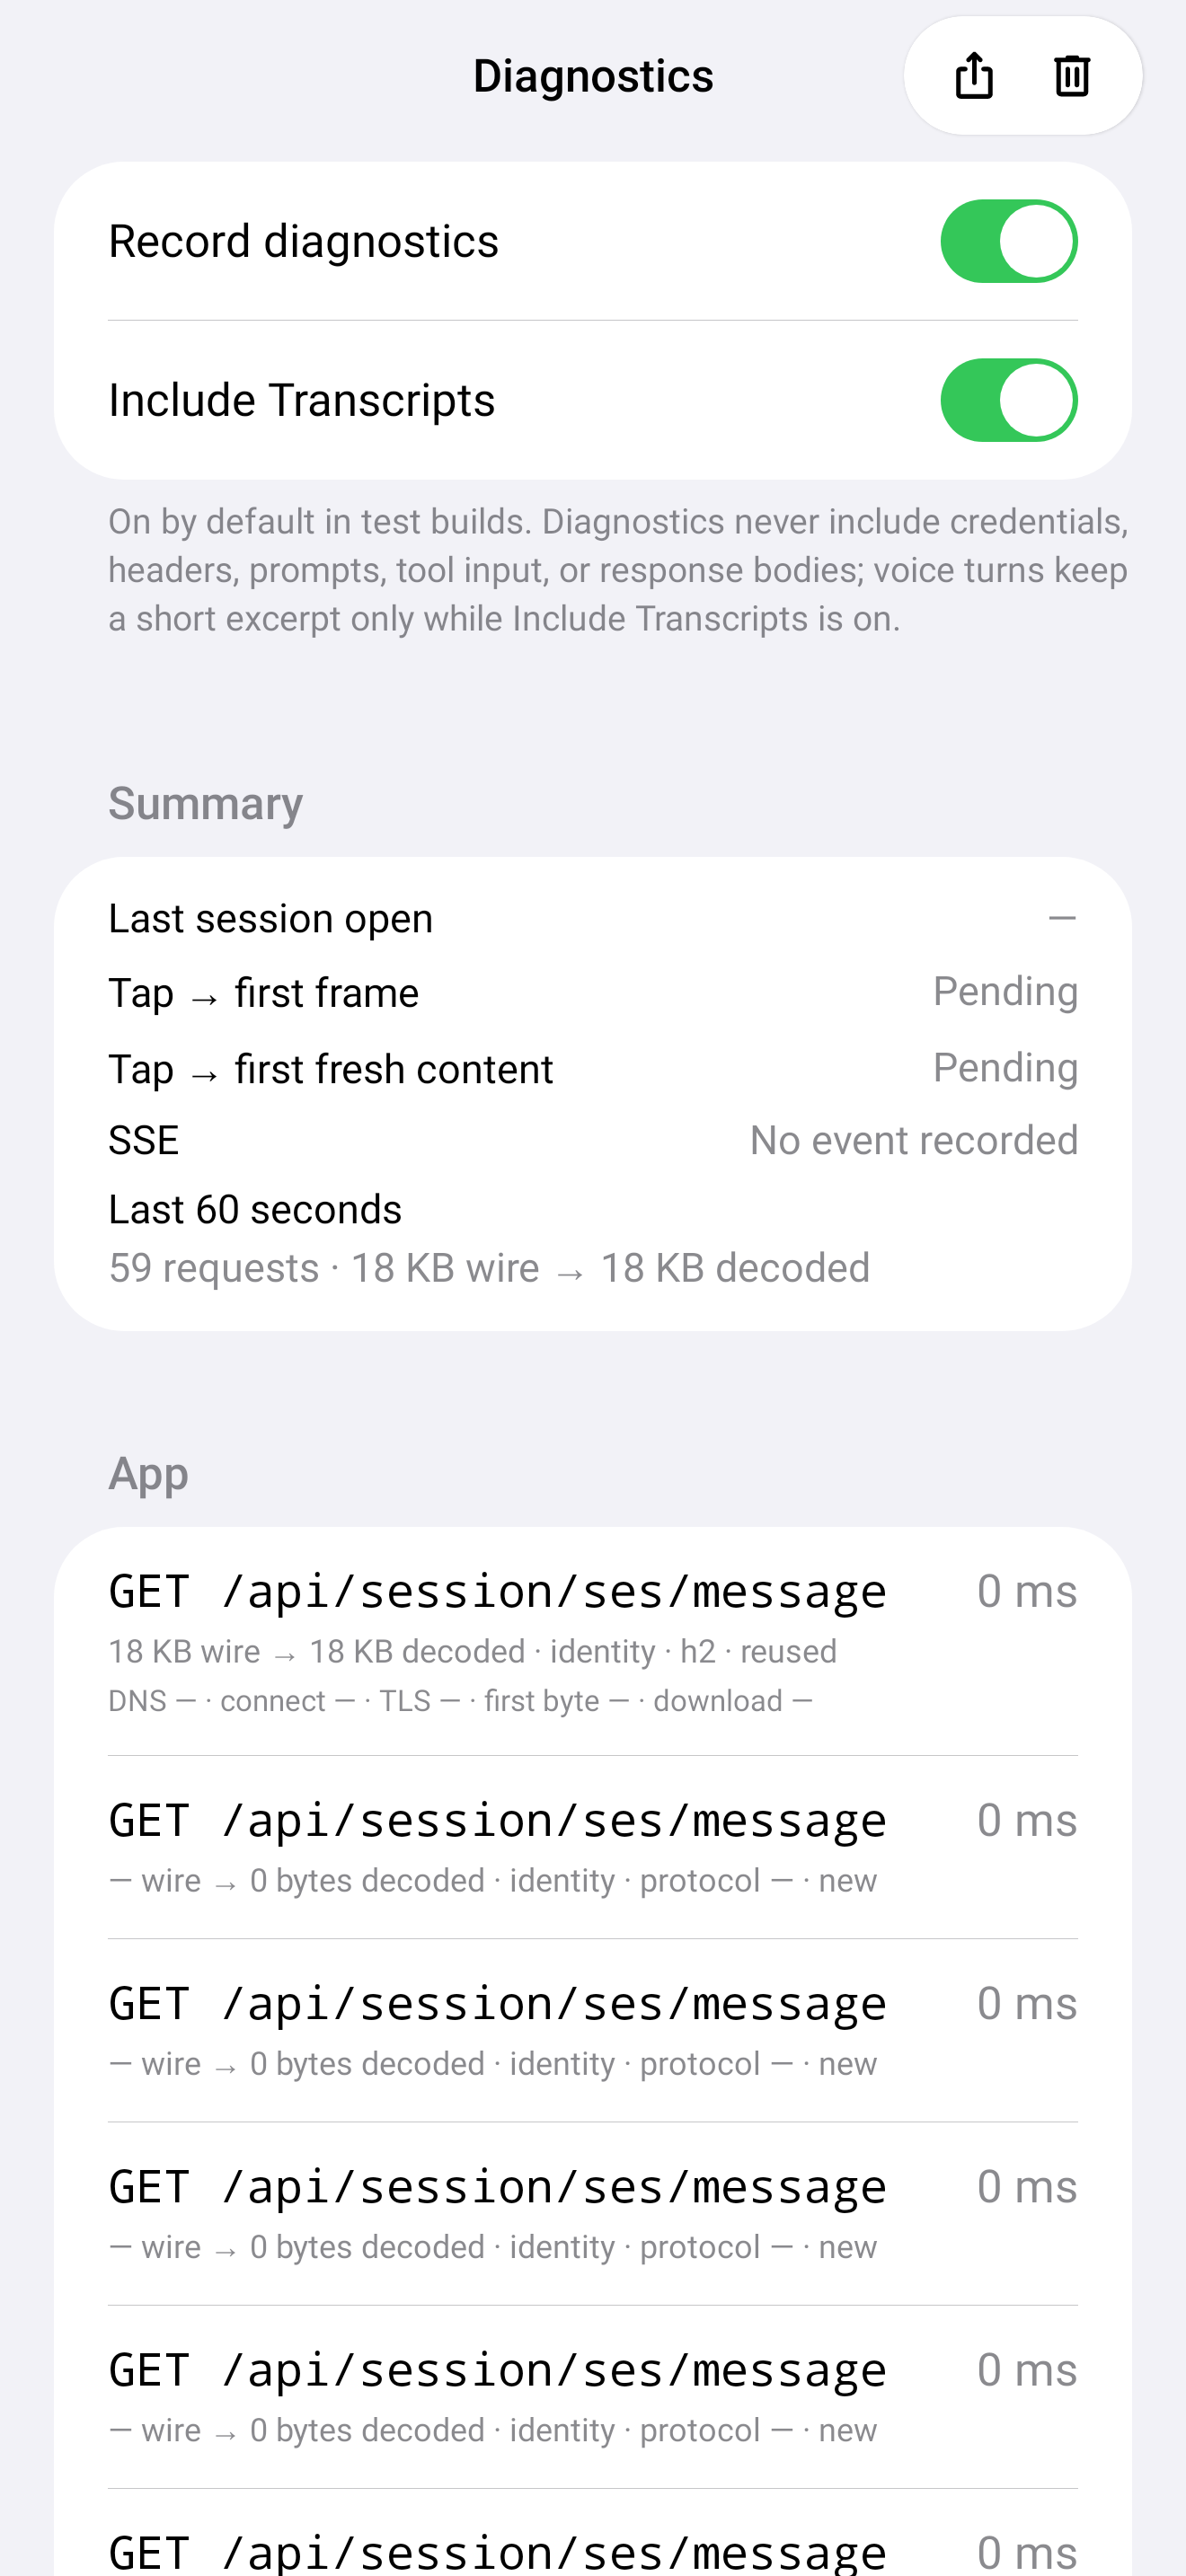 Diagnostics
Record diagnostics
Include Transcripts
On by default in test builds. Diagnostics never include credentials,
headers, prompts, tool input, or response bodies; voice turns keep
a short excerpt only while Include Transcripts is on.
Summary
Last session open —
Tap → first frame Pending
Tap → first fresh content Pending
SSE No event recorded
Last 60 seconds
59 requests · 18 KB wire → 18 KB decoded
App
GET /api/session/ses/message 0 ms
18 KB wire → 18 KB decoded · identity · h2 · reused
DNS — · connect — · TLS — · first byte — · download —
GET /api/session/ses/message 0 ms
— wire → 0 bytes decoded · identity · protocol — · new
GET /api/session/ses/message 0 ms
— wire → 0 bytes decoded · identity · protocol — · new
GET /api/session/ses/message 0 ms
— wire → 0 bytes decoded · identity · protocol — · new
GET /api/session/ses/message 0 ms
— wire → 0 bytes decoded · identity · protocol — · new
GET /api/session/ses/message 0 ms